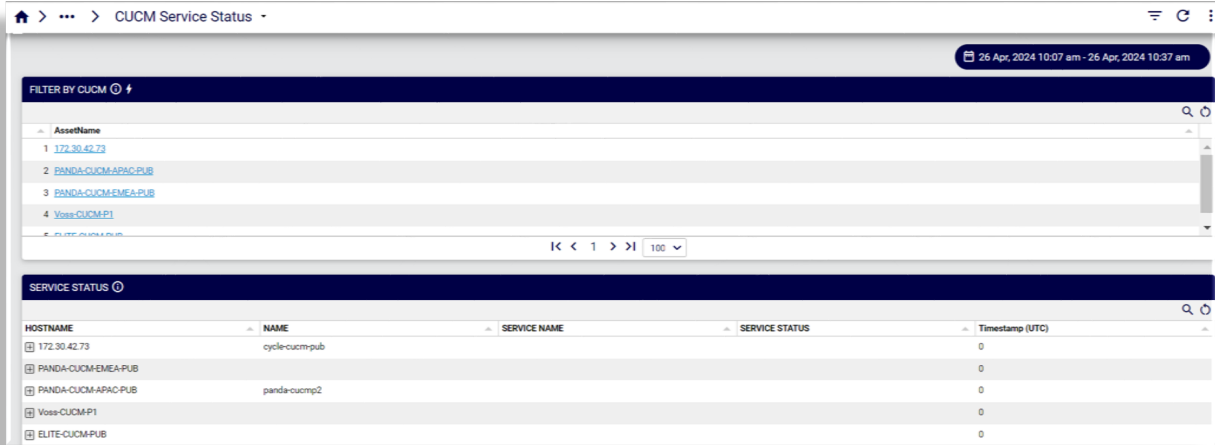 CUCM Service Status
26 Apr, 2024 10:07 am - 26 Apr, 2024 10:37 am
FILTER BY CUCM
AssetName
1 172.30.42.73
2 PANDA-CUCM-APAC-PUB
3 PANDA-CUCM-EMEA-PUB
4 Voss-CUCM-P1
5 ELITE-CUCM-PUB
1 100
SERVICE STATUS
HOSTNAME NAME SERVICE NAME SERVICE STATUS Timestamp (UTC)
172.30.42.73 cycle-cucm-pub 0
PANDA-CUCM-EMEA-PUB 0
PANDA-CUCM-APAC-PUB panda-cucmp2 0
Voss-CUCM-P1 0
ELITE-CUCM-PUB 0